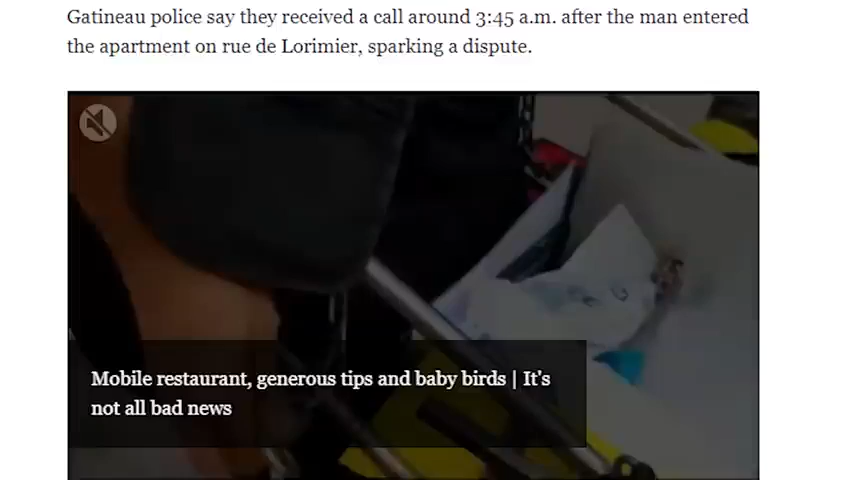 Gatineau police say they received a call around 3:45 a.m. after the man entered
the apartment on rue de Lorimier, sparking a dispute.
Mobile restaurant, generous tips and baby birds | It's
not all bad news